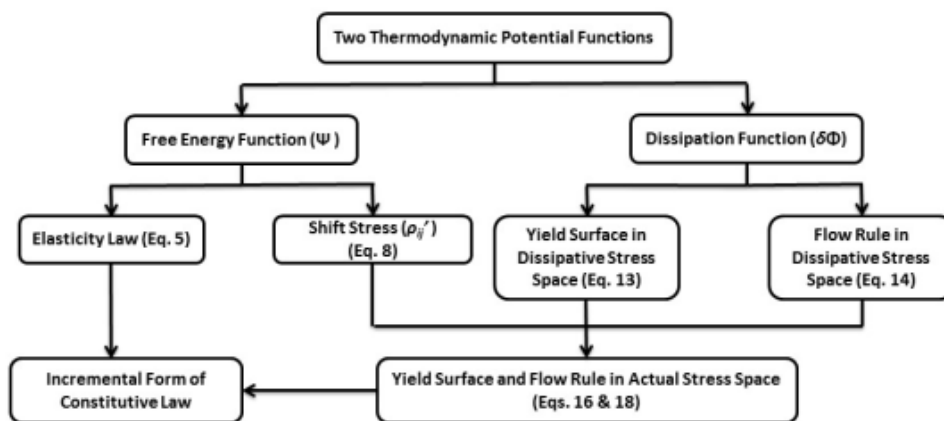 Two Thermodynamic Potential Functions
Free Energy Function (Ψ )
Dissipation Function (δΦ)
Elasticity Law (Eq. 5)
Shift Stress (ρij′ )
(Eq. 8)
Yield Surface in
Dissipative Stress
Space (Eq. 13)
Flow Rule in
Dissipative Stress
Space (Eq. 14)
Incremental Form of
Constitutive Law
Yield Surface and Flow Rule in Actual Stress Space
(Eqs. 16 & 18)